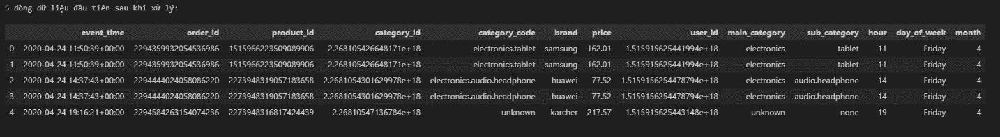 5 dòng dữ liệu đầu tiên sau khi xử lý:
event_time order_id product_id category_id category_code brand price user_id main_category sub_category hour day_of_week month
0 2020-04-24 11:50:39+00:00 2294359932054536986 1515966223509089906 2.268105426648171e+18 electronics.tablet samsung 162.01 1.515915625441994e+18 electronics tablet 11 Friday 4
1 2020-04-24 11:50:39+00:00 2294359932054536986 1515966223509089906 2.268105426648171e+18 electronics.tablet samsung 162.01 1.515915625441994e+18 electronics tablet 11 Friday 4
2 2020-04-24 14:37:43+00:00 2294444024058086220 2273948319057183658 2.2681054301629978e+18 electronics.audio.headphone huawei 77.52 1.5159156254478794e+18 electronics audio.headphone 14 Friday 4
3 2020-04-24 14:37:43+00:00 2294444024058086220 2273948319057183658 2.2681054301629978e+18 electronics.audio.headphone huawei 77.52 1.5159156254478794e+18 electronics audio.headphone 14 Friday 4
4 2020-04-24 19:16:21+00:00 2294584263154074236 2273948316817424439 2.26810547136784e+18 unknown karcher 217.57 1.515915625443148e+18 unknown none 19 Friday 4